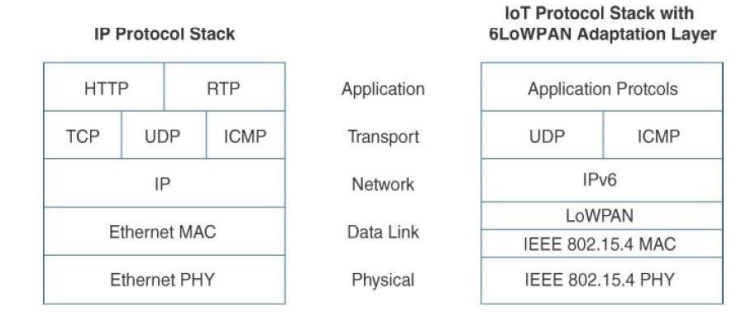 IP Protocol Stack
IoT Protocol Stack with
6LoWPAN Adaptation Layer
HTTP RTP Application Application Protcols
TCP UDP ICMP Transport UDP ICMP
IP Network IPv6
Ethernet MAC Data Link LoWPAN
IEEE 802.15.4 MAC
Ethernet PHY Physical IEEE 802.15.4 PHY